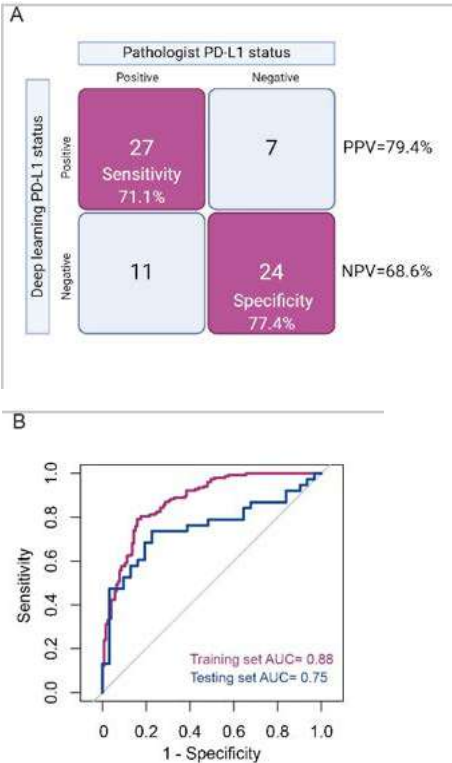 A
Pathologist PD-L1 status
Positive Negative
Deep learning PD-L1 status
Positive
27 7 PPV=79.4%
Sensitivity
71.1%
Negative
11 24 NPV=68.6%
Specificity
77.4%
B
Sensitivity
1.0
0.8
0.6
0.4
0.2
0.0
Training set AUC= 0.88
Testing set AUC= 0.75
0 0.2 0.4 0.6 0.8 1.0
1 - Specificity